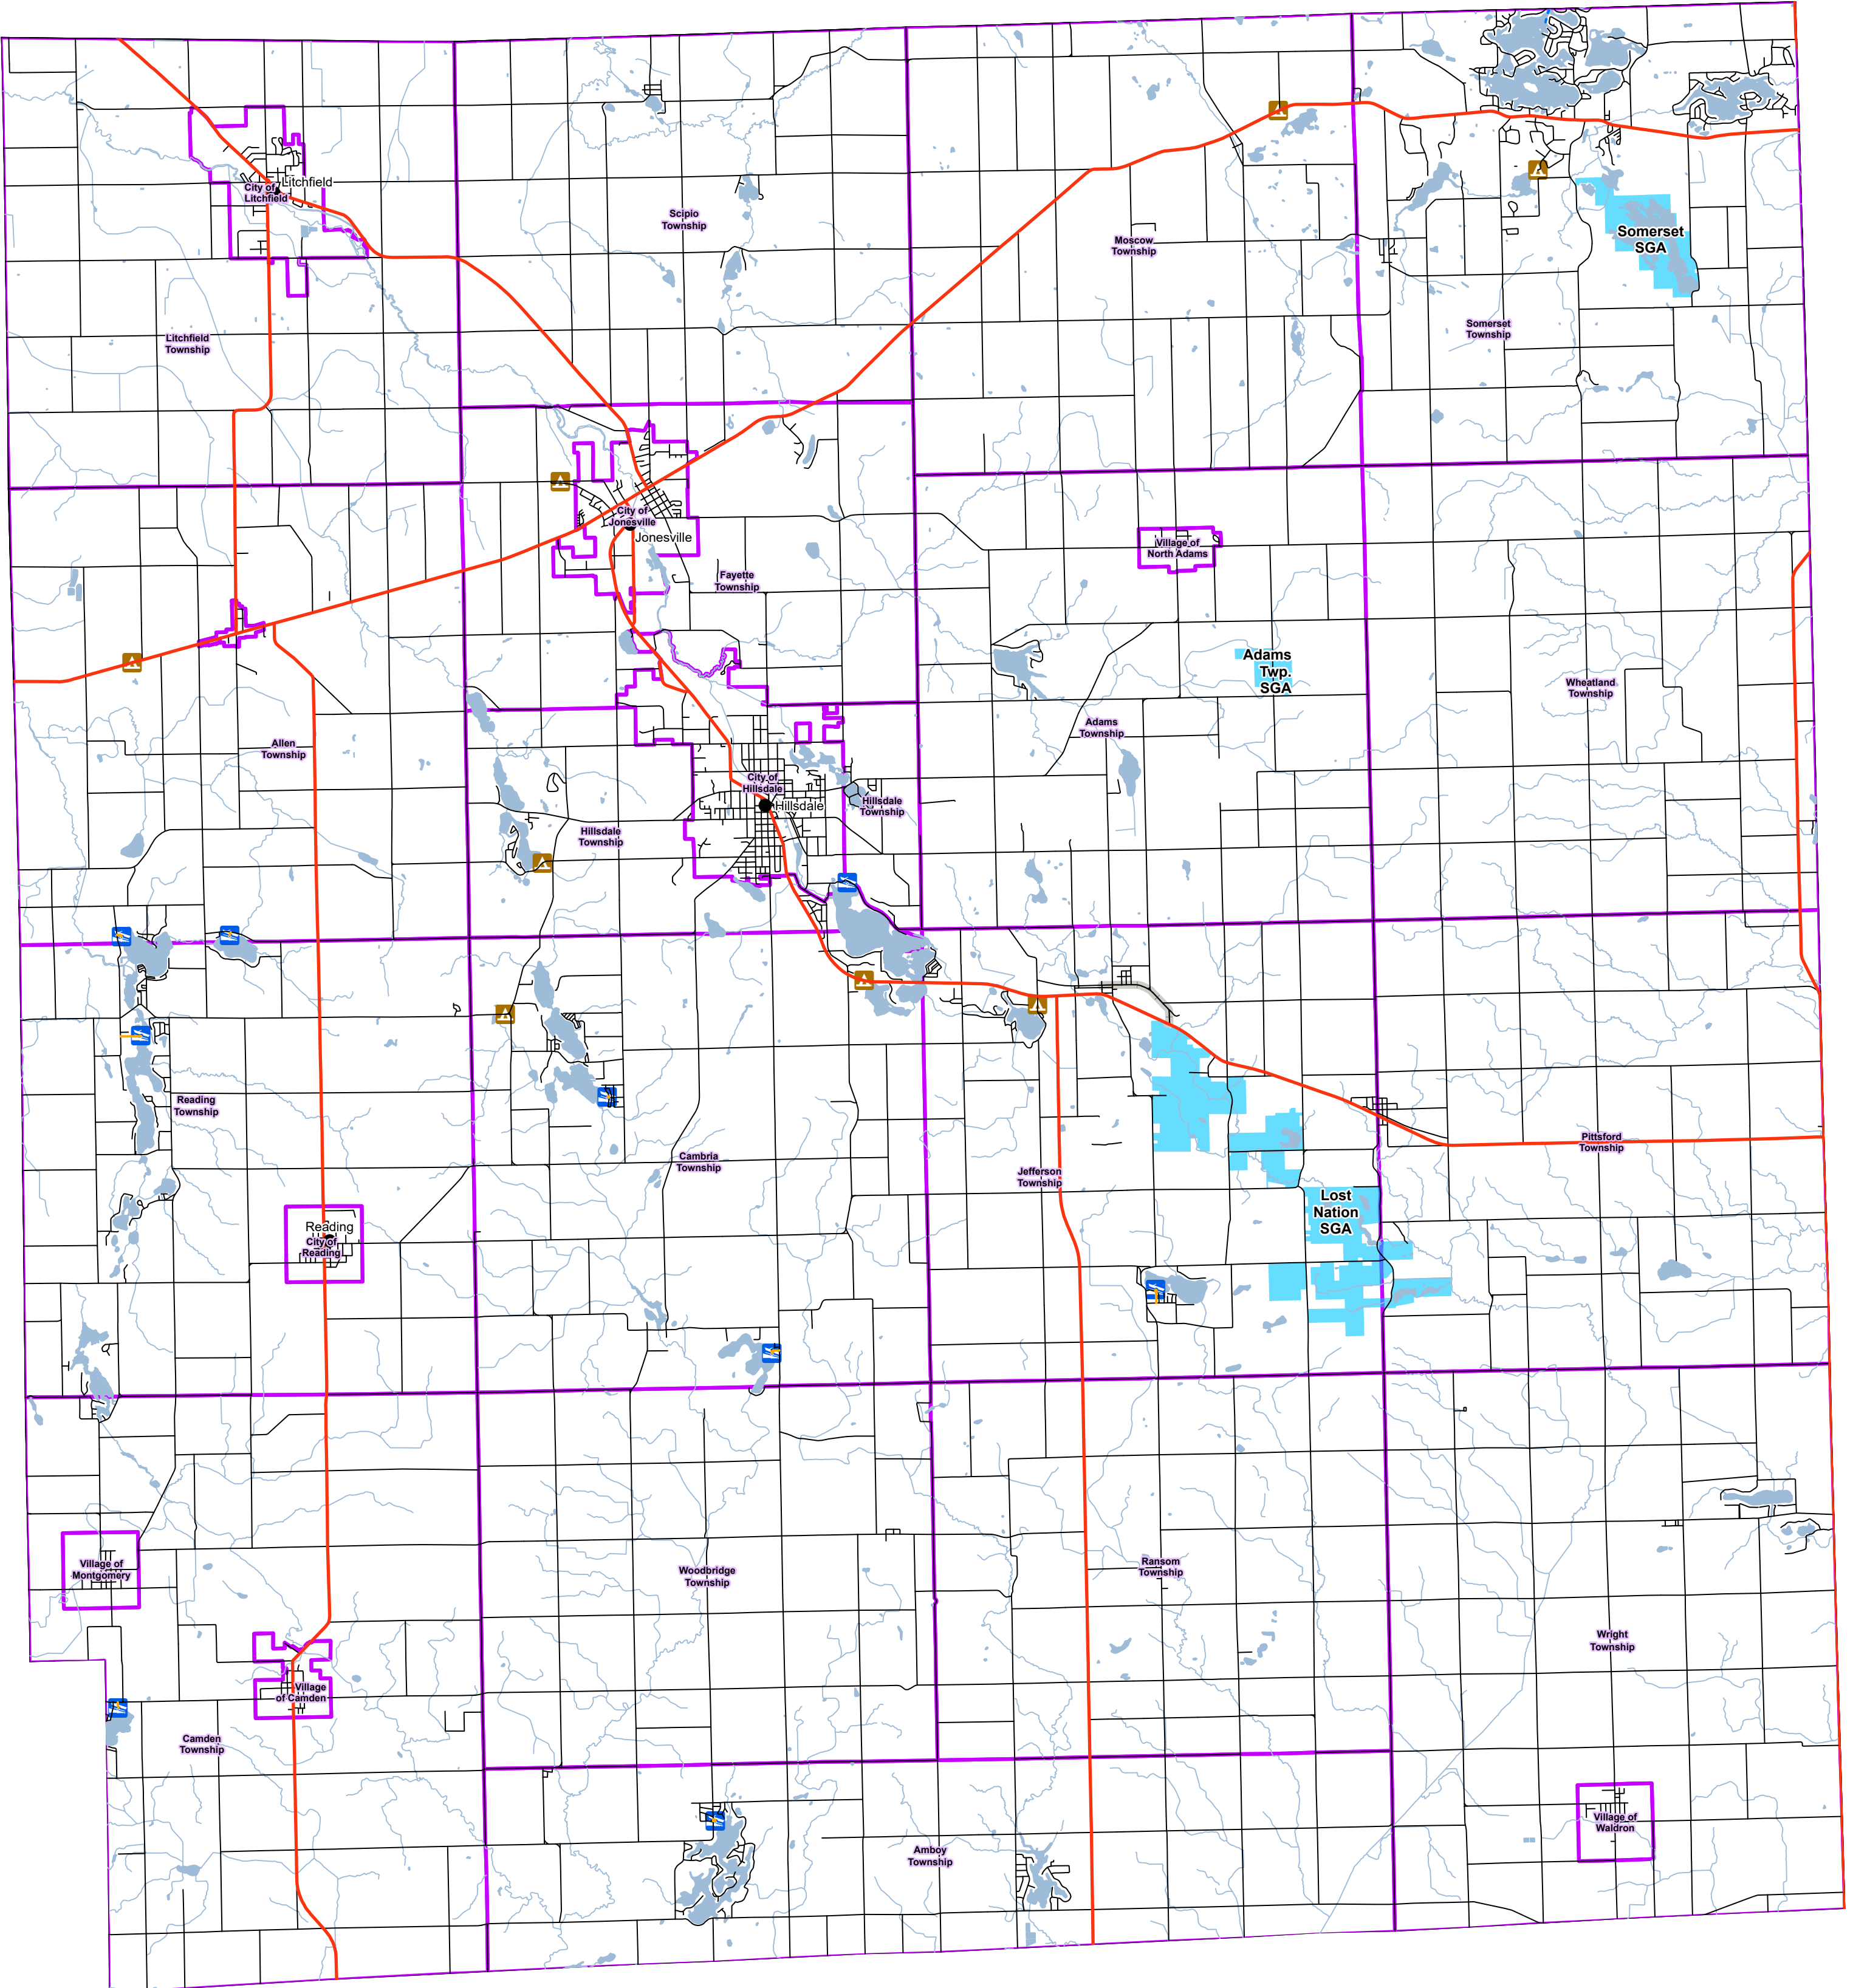 Litchfield
City of
Litchfield
Scipio
Township
Moscow
Township
Somerset
SGA
Litchfield
Township
Somerset
Township
City of
Jonesville
Jonesville
Village of
North Adams
Fayette
Township
Adams
Twp.
SGA
Wheatland
Township
Adams
Township
Allen
Township
City of
Hillsdale
Hillsdale
Hillsdale
Township
Hillsdale
Township
Reading
Township
Cambria
Township
Jefferson
Township
Pittsford
Township
Lost
Nation
SGA
Reading
City of
Reading
Village of
Montgomery
Woodbridge
Township
Ransom
Township
Wright
Township
Village
of Camden
Camden
Township
Village of
Waldron
Amboy
Township